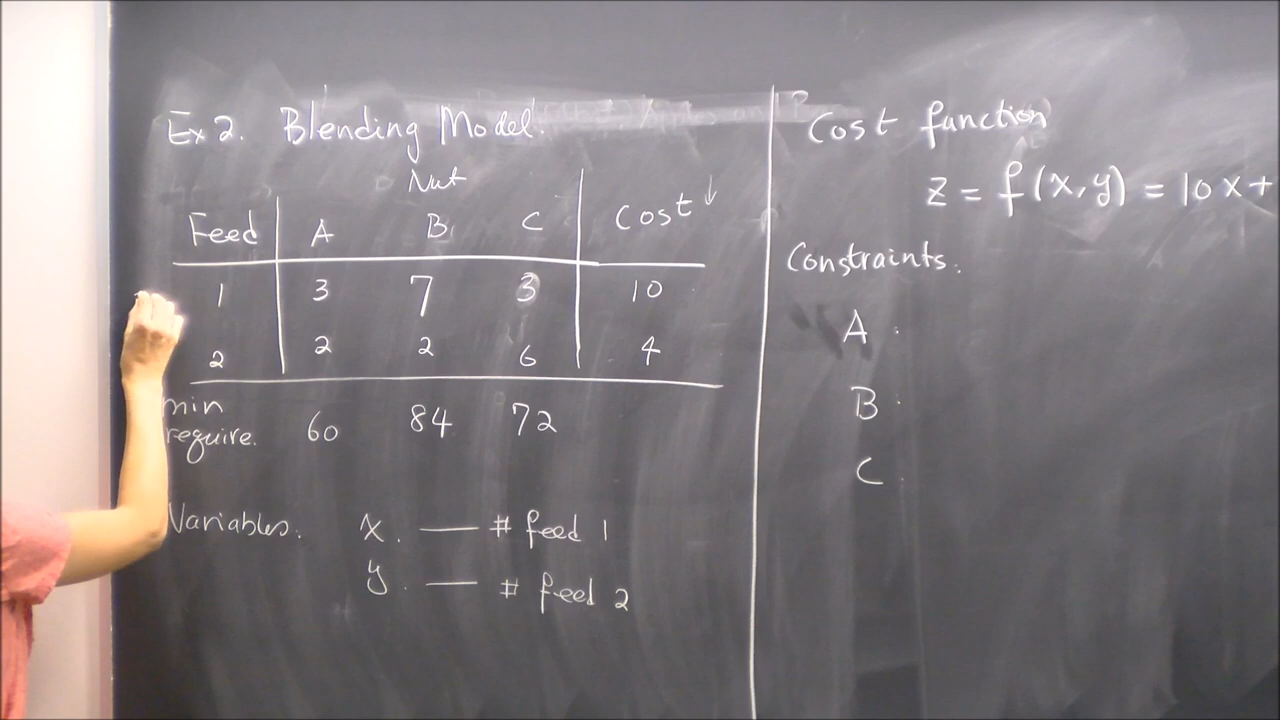 Ex 2. Blending Model.
Nut
Feed A B C Cost ↓
1 3 7 3 10
2 2 2 6 4
min
require. 60 84 72
Variables. x. — # feed 1
y. — # feed 2
Cost function
z = f(x,y) = 10x+
Constraints.
A.
B.
C.